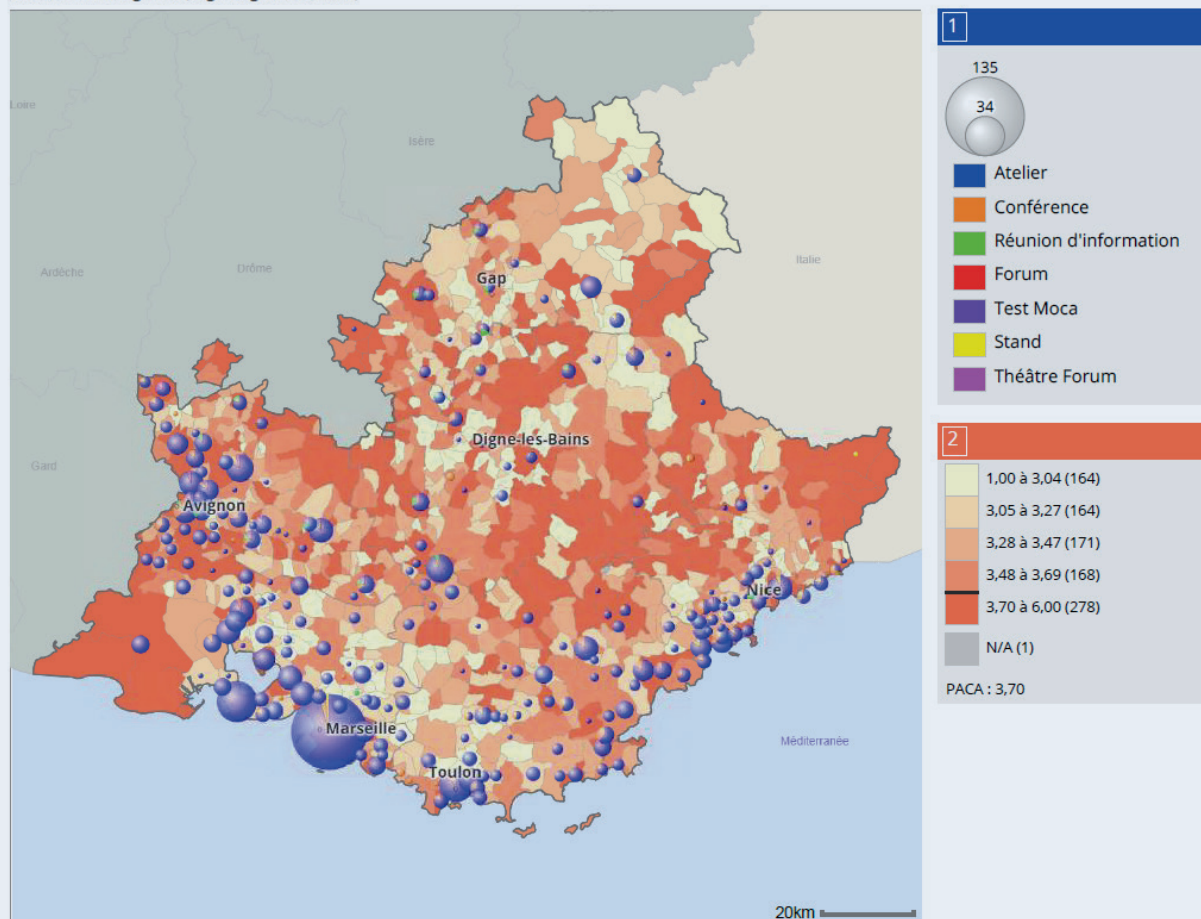 Loire
Isère
Ardèche
Drôme
Italie
Gap
Gard
Digne-les-Bains
Avignon
Nice
Marseille
Toulon
Méditerranée
20km
1
135
34
Atelier
Conférence
Réunion d'information
Forum
Test Moca
Stand
Théâtre Forum
2
1,00 à 3,04 (164)
3,05 à 3,27 (164)
3,28 à 3,47 (171)
3,48 à 3,69 (168)
3,70 à 6,00 (278)
N/A (1)
PACA : 3,70